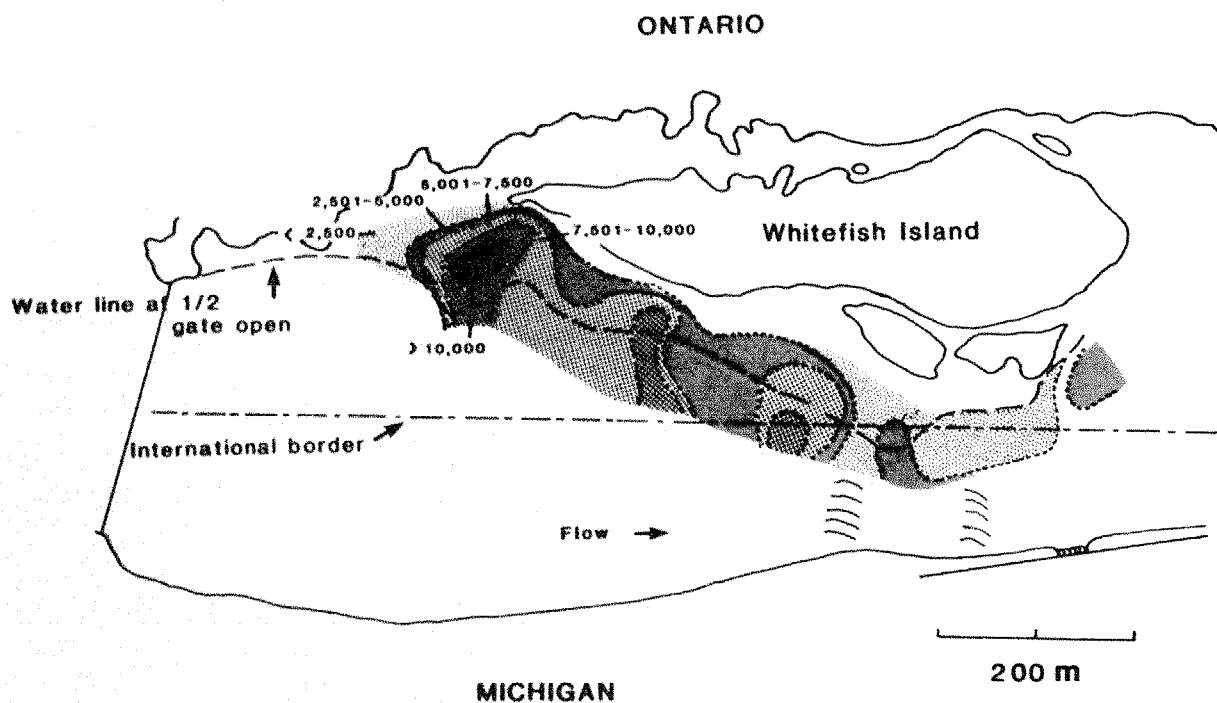 ONTARIO
5,001-7,500
2,501-5,000
< 2,500
7,501-10,000
Whitefish Island
Water line at 1/2
gate open
> 10,000
International border
Flow
200 m
MICHIGAN